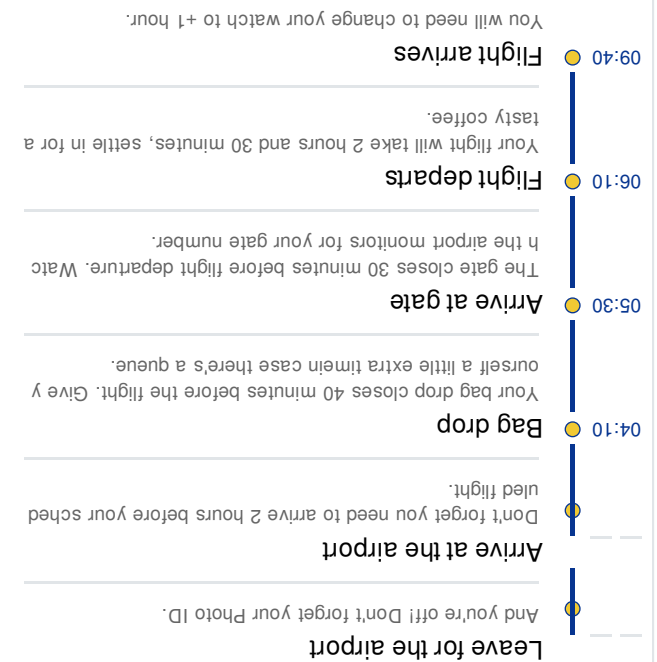 Leave for the airport
And you're off! Don't forget your Photo ID.
Arrive at the airport
Don't forget you need to arrive 2 hours before your sched
uled flight.
04:10 Bag drop
Your bag drop closes 40 minutes before the flight. Give y
ourself a little extra timein case there's a queue.
05:30 Arrive at gate
The gate closes 30 minutes before flight departure. Watc
h the airport monitors for your gate number.
06:10 Flight departs
Your flight will take 2 hours and 30 minutes, settle in for a
tasty coffee.
09:40 Flight arrives
You will need to change your watch to +1 hour.